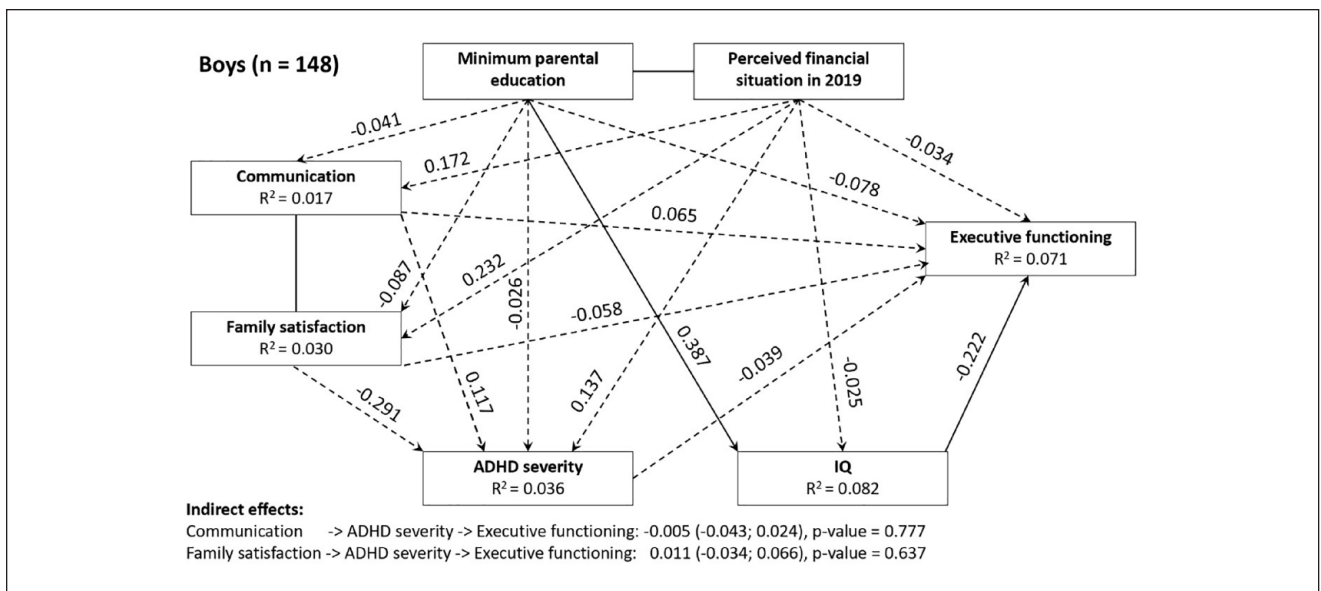 Boys (n = 148)
Minimum parental
education
Perceived financial
situation in 2019
-0.041
0.172
-0.034
-0.078
Communication
R² = 0.017
0.065
Executive functioning
R² = 0.071
-0.087
0.232
-0.026
-0.058
Family satisfaction
R² = 0.030
0.387
-0.039
-0.222
-0.291
0.117
0.137
-0.025
ADHD severity
R² = 0.036
IQ
R² = 0.082
Indirect effects:
Communication -> ADHD severity -> Executive functioning: -0.005 (-0.043; 0.024), p-value = 0.777
Family satisfaction -> ADHD severity -> Executive functioning: 0.011 (-0.034; 0.066), p-value = 0.637